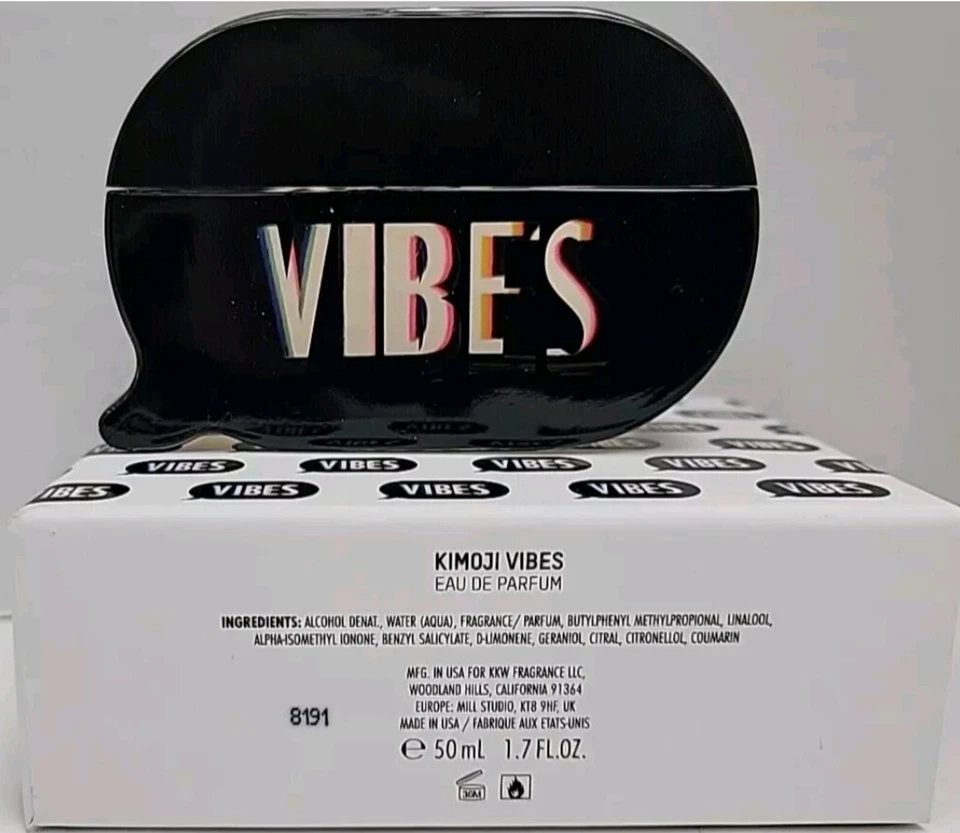 VIBES
VIBES VIBES VIBES VIBES
VIBES VIBES VIBES VIBES
KIMOJI VIBES
EAU DE PARFUM
INGREDIENTS: ALCOHOL DENAT., WATER (AQUA), FRAGRANCE/ PARFUM, BUTYLPHENYL METHYLPROPIONAL, LINALOOL,
ALPHA-ISOMETHYL IONONE, BENZYL SALICYLATE, D-LIMONENE, GERANIOL, CITRAL, CITRONELLOL, COUMARIN
MFG. IN USA FOR KKW FRAGRANCE LLC,
WOODLAND HILLS, CALIFORNIA 91364
EUROPE: MILL STUDIO, KT8 9HF, UK
8191
MADE IN USA / FABRIQUE AUX ETATS-UNIS
e 50 mL 1.7 FL.OZ.
36M